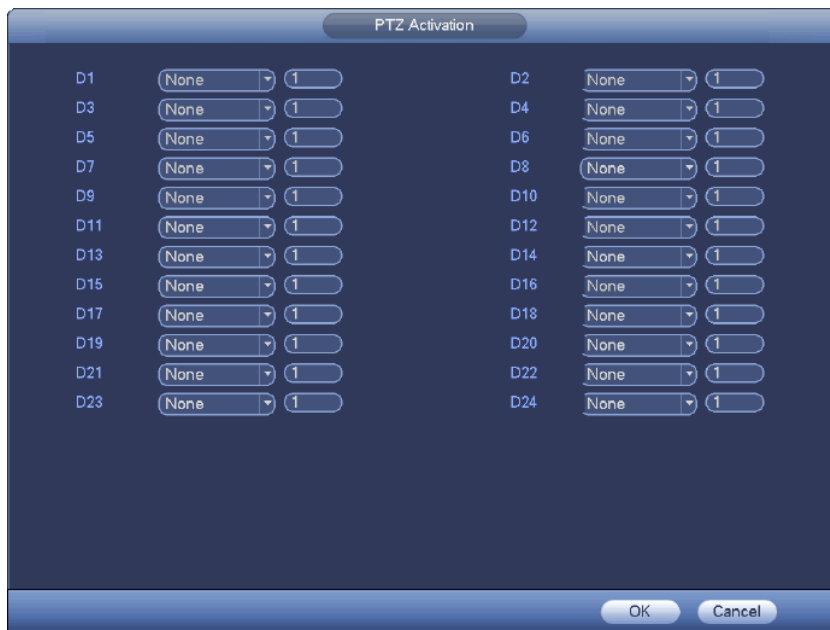 PTZ Activation
D1 None 1 D2 None 1
D3 None 1 D4 None 1
D5 None 1 D6 None 1
D7 None 1 D8 None 1
D9 None 1 D10 None 1
D11 None 1 D12 None 1
D13 None 1 D14 None 1
D15 None 1 D16 None 1
D17 None 1 D18 None 1
D19 None 1 D20 None 1
D21 None 1 D22 None 1
D23 None 1 D24 None 1
OK Cancel